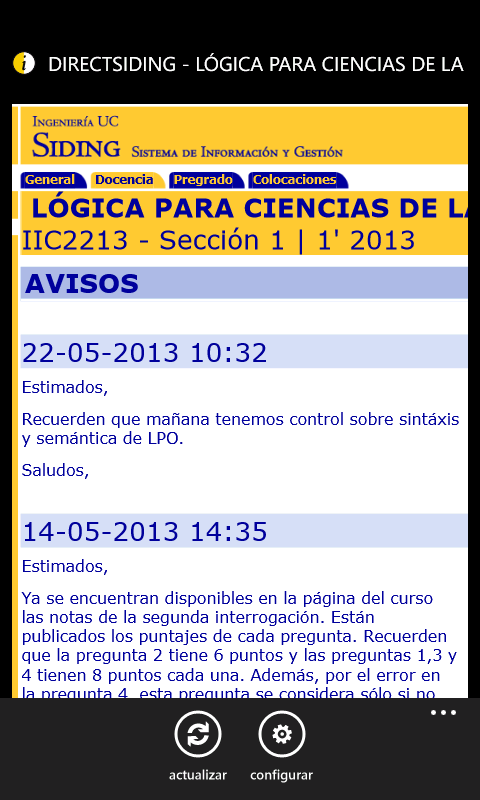 DIRECTSIDING - LÓGICA PARA CIENCIAS DE LA
INGENIERÍA UC
SIDING SISTEMA DE INFORMACIÓN Y GESTIÓN
General Docencia Pregrado Colocaciones
LÓGICA PARA CIENCIAS DE LA
IIC2213 - Sección 1 | 1' 2013
AVISOS
22-05-2013 10:32
Estimados,
Recuerden que mañana tenemos control sobre sintáxis
y semántica de LPO.
Saludos,
14-05-2013 14:35
Estimados,
Ya se encuentran disponibles en la página del curso
las notas de la segunda interrogación. Están
publicados los puntajes de cada pregunta. Recuerden
que la pregunta 2 tiene 6 puntos y las preguntas 1,3 y
4 tienen 8 puntos cada una. Además, por el error en
la pregunta 4, esta pregunta se considera sólo si no
actualizar configurar